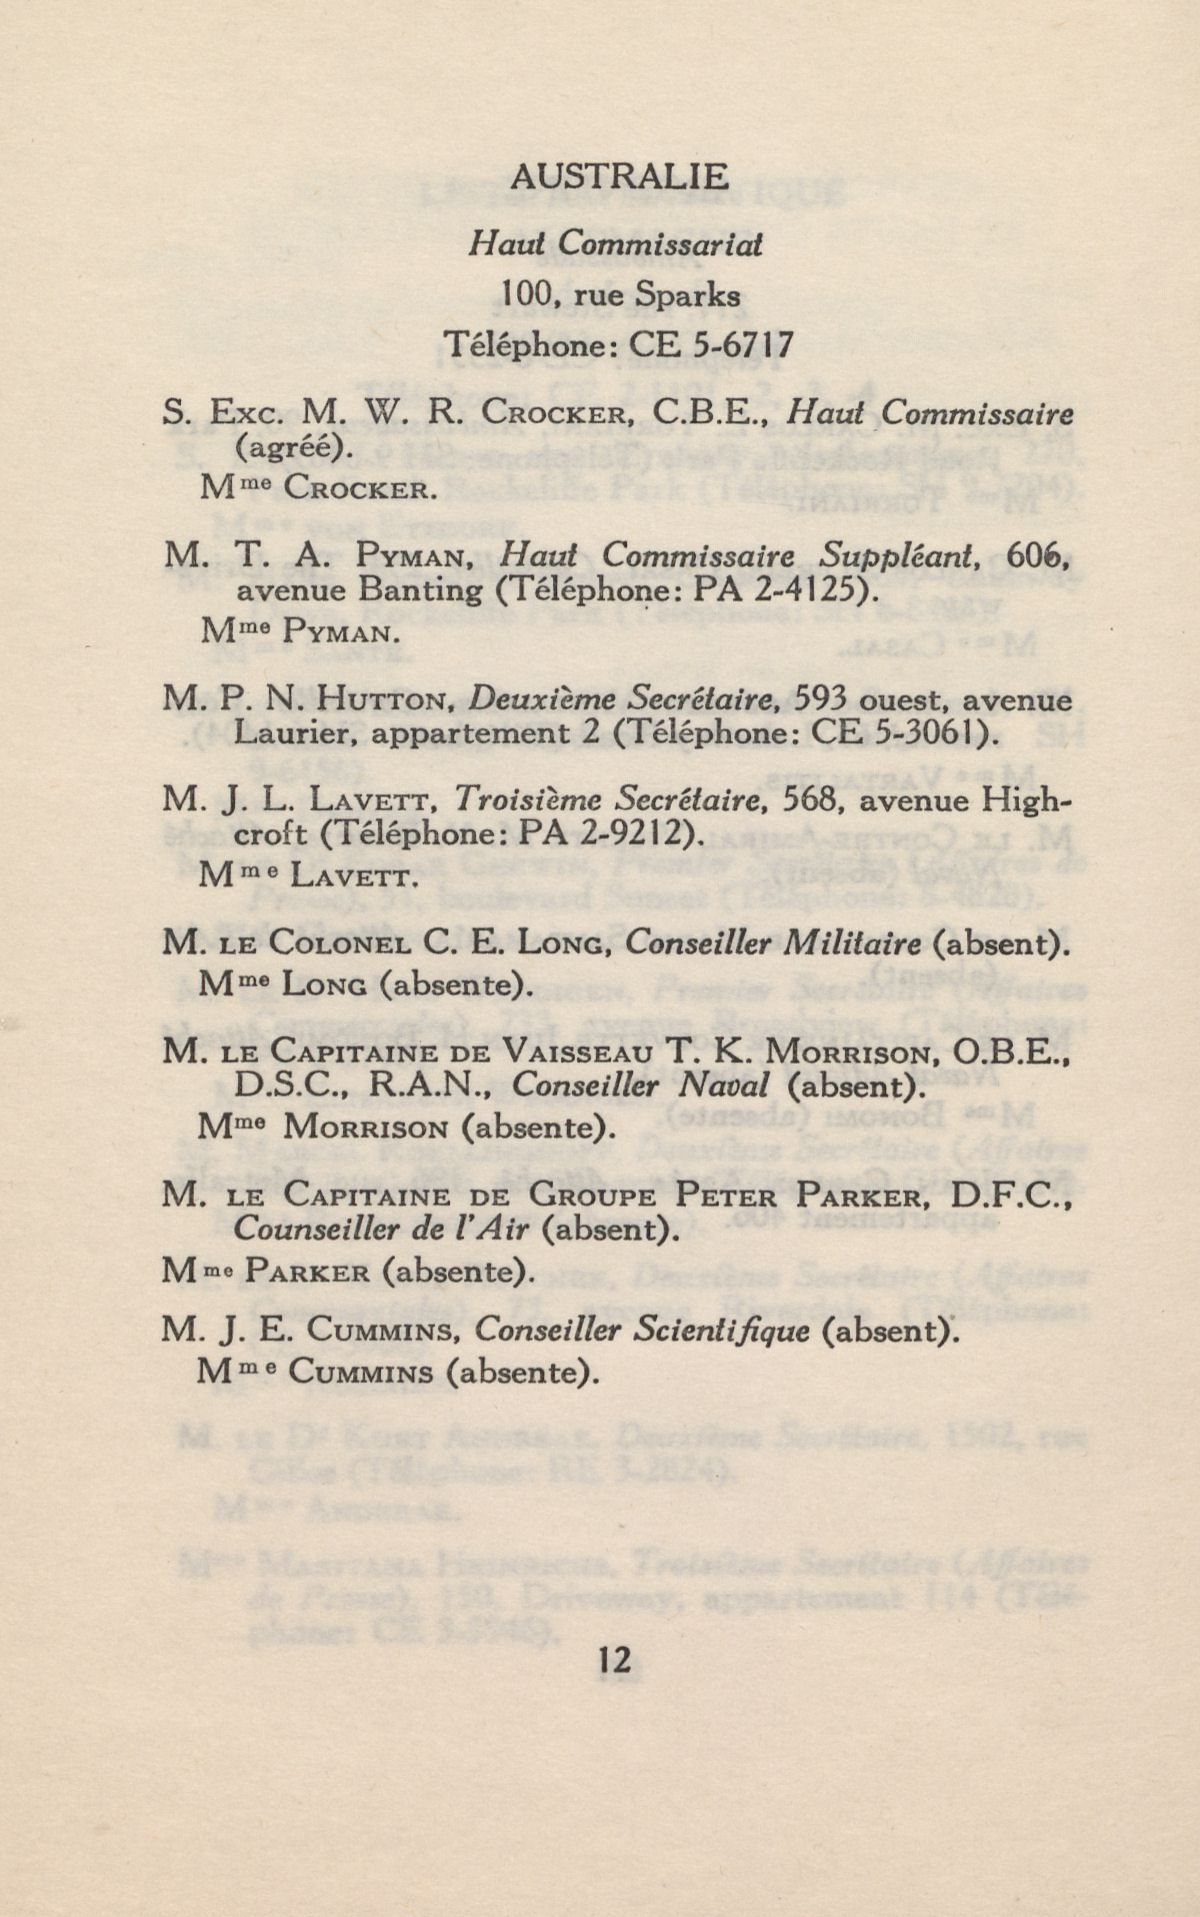 AUSTRALIE
Haut Commissariat
100, rue Sparks
Téléphone: CE 5-6717
S. Exc. M. W. R. Crocker, C.B.E., Haut Commissaire
(agréé).
Mme Crocker.
M. T. A. Pyman, Haut Commissaire Suppléant, 606,
avenue Banting (Téléphone: PA 2-4125).
Mme Pyman.
M. P. N. Hutton, Deuxième Secrétaire, 593 ouest, avenue
Laurier, appartement 2 (Téléphone: CE 5-3061).
M. J. L. Lavett, Troisième Secrétaire, 568, avenue High-
croft (Téléphone: PA 2-9212).
Mme Lavett.
M. le Colonel C. E. Long, Conseiller Militaire (absent).
Mme Long (absente).
M. le Capitaine de Vaisseau T. K. Morrison, O.B.E.,
D.S.C., R.A.N., Conseiller Naval (absent).
Mme Morrison (absente).
M. le Capitaine de Groupe Peter Parker, D.F.C.,
Counseiller de l'Air (absent).
Mme Parker (absente).
M. J. E. Cummins, Conseiller Scientifique (absent).
Mme Cummins (absente).
12